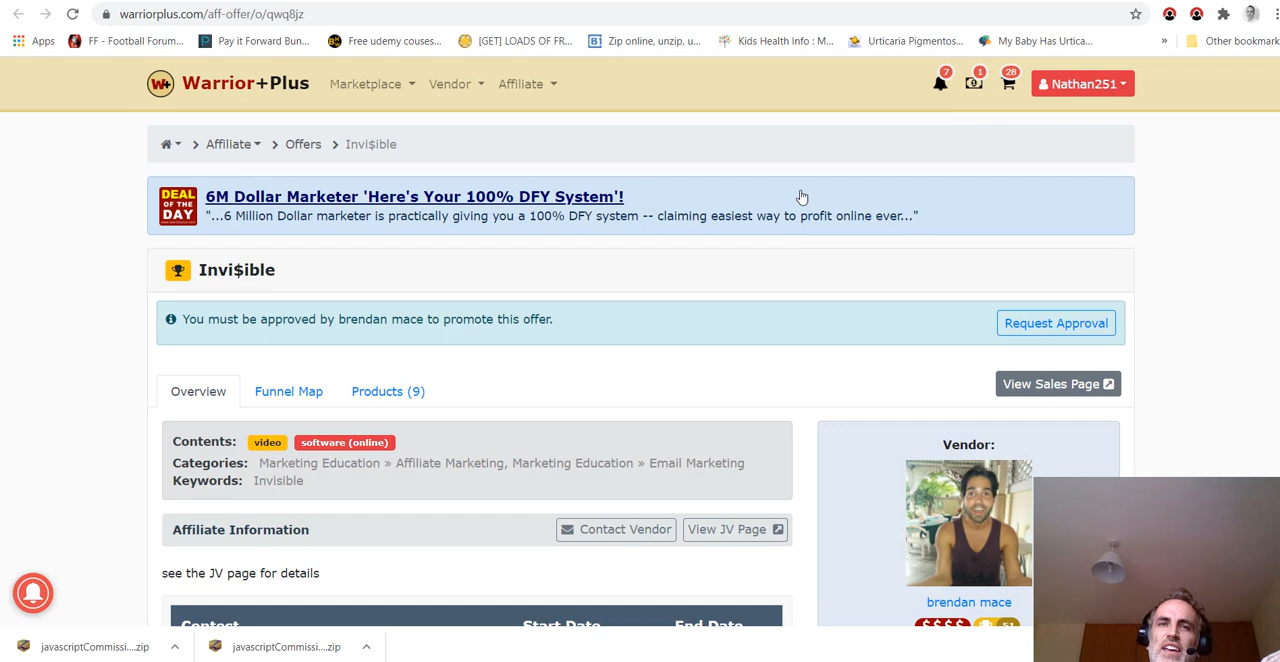 warriorplus.com/aff-offer/o/qwq8jz
Apps FF - Football Forum... Pay it Forward Bun... Free udemy couses... [GET] LOADS OF FR... Zip online, unzip, u... Kids Health Info : M... Urticaria Pigmentos... My Baby Has Urtica... » Other bookmark
W+ Warrior+Plus Marketplace Vendor Affiliate 7 1 28 Nathan251
Affiliate Offers Invi$ible
DEAL OF THE DAY 6M Dollar Marketer 'Here's Your 100% DFY System'!
"...6 Million Dollar marketer is practically giving you a 100% DFY system -- claiming easiest way to profit online ever..."
Invi$ible
You must be approved by brendan mace to promote this offer. Request Approval
Overview Funnel Map Products (9) View Sales Page
Contents: video software (online)
Categories: Marketing Education » Affiliate Marketing, Marketing Education » Email Marketing
Keywords: Invisible
Vendor:
Affiliate Information Contact Vendor View JV Page
see the JV page for details
brendan mace
Contest Start Date End Date
$$$$ 51
javascriptCommissi....zip javascriptCommissi....zip